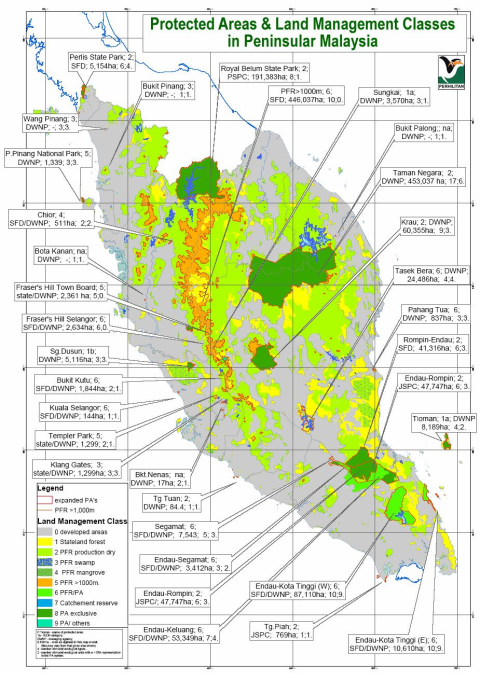 Protected Areas & Land Management Classes
in Peninsular Malaysia
PERHILITAN
Perlis State Park; 2;
SFD; 5,154ha; 6;4.
Bukit Pinang; 3;
DWNP; -; 1;1.
Royal Belum State Park; 2;
PSPC; 191,383ha; 8;1.
PFR>1000m; 6;
SFD; 446,037ha; 10;0.
Sungkai; 1a;
DWNP; 3,570ha; 3;1.
Wang Pinang; 3;
DWNP; -; 3;3.
Bukit Palong;; na;
DWNP; -; 1;1.
P.Pinang National Park; 5;
DWNP; 1,339; 3;3.
Taman Negara; 2;
DWNP; 453,037 ha; 17;6.
Chior; 4;
SFD/DWNP; 511ha; 2;2.
Krau; 2; DWNP;
60,355ha; 9;3.
Bota Kanan; na;
DWNP; -; 1;1.
Tasek Bera; 6; DWNP;
24,486ha; 4;4.
Fraser's Hill Town Board; 5;
state/DWNP; 2,361 ha; 5;0.
Pahang Tua; 6;
DWNP; 837ha; 3;3.
Fraser's Hill Selangor; 6;
SFD/DWNP; 2,634ha; 6,0.
Rompin-Endau; 2;
SFD; 41,316ha; 6;3.
Sg.Dusun; 1b;
DWNP; 5,116ha; 3;3.
Endau-Rompin; 2;
JSPC; 47,747ha; 6;3.
Bukit Kutu; 6;
SFD/DWNP; 1,844ha; 2;1.
Tioman; 1a; DWNP
8,189ha; 4;2.
Kuala Selangor; 6;
SFD/DWNP; 144ha; 1;1.
Templer Park; 5;
state/DWNP; 1,299; 2;1.
Klang Gates; 3;
state/DWNP; 1,299ha; 3;3.
Bkt.Nenas; na;
DWNP; 17ha; 2;1.
Tg Tuan; 2;
DWNP; 84.4; 1;1.
Segamat; 6;
SFD/DWNP; 7,543; 5; 3.
Endau-Segamat; 6;
SFD/DWNP; 3,412ha; 3; 2.
Endau-Rompin; 2;
JSPC/; 47,747ha; 6; 3.
Endau-Kota Tinggi (W); 6;
SFD/DWNP; 87,110ha; 10;9.
Endau-Keluang; 6;
SFD/DWNP; 53,349ha; 7;4.
Tg.Piah; 2;
JSPC; 769ha; 1;1.
Endau-Kota Tinggi (E); 6;
SFD/DWNP; 10,610ha; 10;9.
Legend
expanded PA's
PFR >1,000m
Land Management Class
0 developed areas
1 Stateland forest
2 PFR production dry
3 PFR swamp
4 PFR mangrove
5 PFR >1000m.
6 PFR/PA
7 Catchement reserve
8 PA exclusive
9 PA/ others